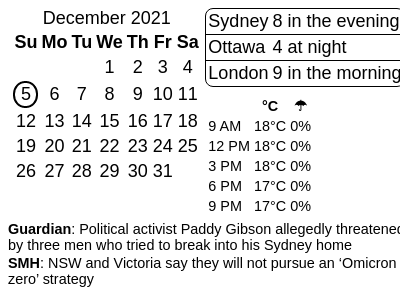 December 2021
Su Mo Tu We Th Fr Sa
1 2 3 4
5 6 7 8 9 10 11
12 13 14 15 16 17 18
19 20 21 22 23 24 25
26 27 28 29 30 31
Sydney 8 in the evening
Ottawa 4 at night
London 9 in the morning
°C ☂
9 AM 18°C 0%
12 PM 18°C 0%
3 PM 18°C 0%
6 PM 17°C 0%
9 PM 17°C 0%
Guardian: Political activist Paddy Gibson allegedly threatened
by three men who tried to break into his Sydney home
SMH: NSW and Victoria say they will not pursue an ‘Omicron
zero’ strategy